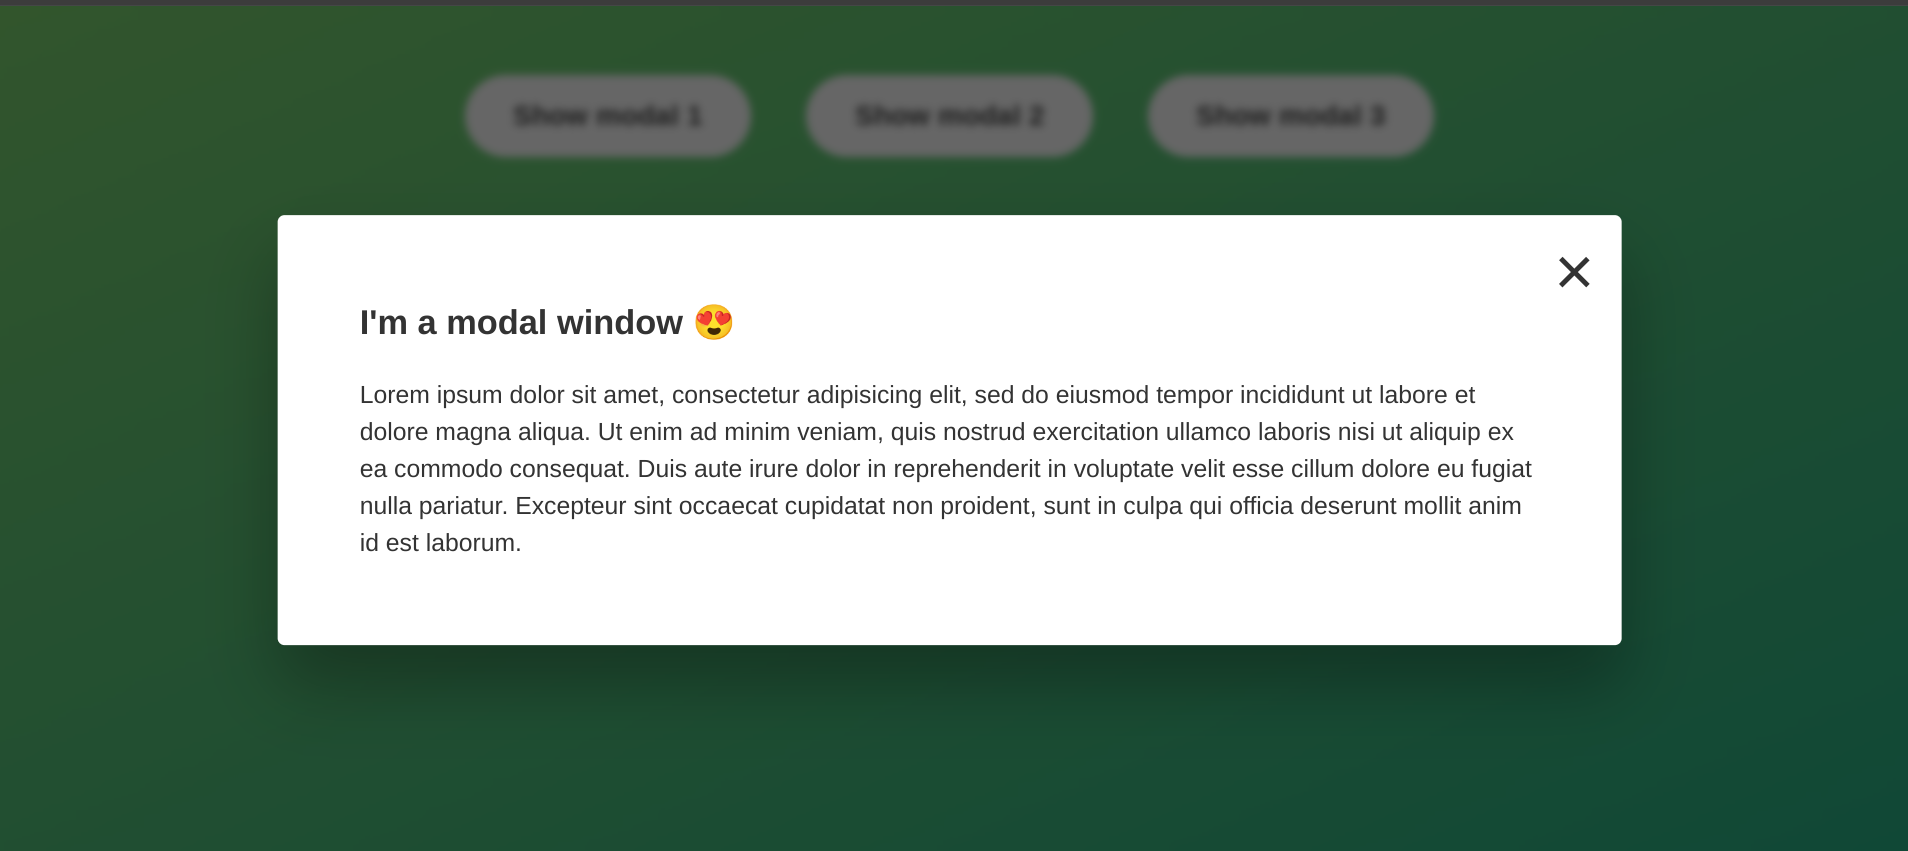 Show modal 1 Show modal 2 Show modal 3
×
I'm a modal window 😍
Lorem ipsum dolor sit amet, consectetur adipisicing elit, sed do eiusmod tempor incididunt ut labore et
dolore magna aliqua. Ut enim ad minim veniam, quis nostrud exercitation ullamco laboris nisi ut aliquip ex
ea commodo consequat. Duis aute irure dolor in reprehenderit in voluptate velit esse cillum dolore eu fugiat
nulla pariatur. Excepteur sint occaecat cupidatat non proident, sunt in culpa qui officia deserunt mollit anim
id est laborum.